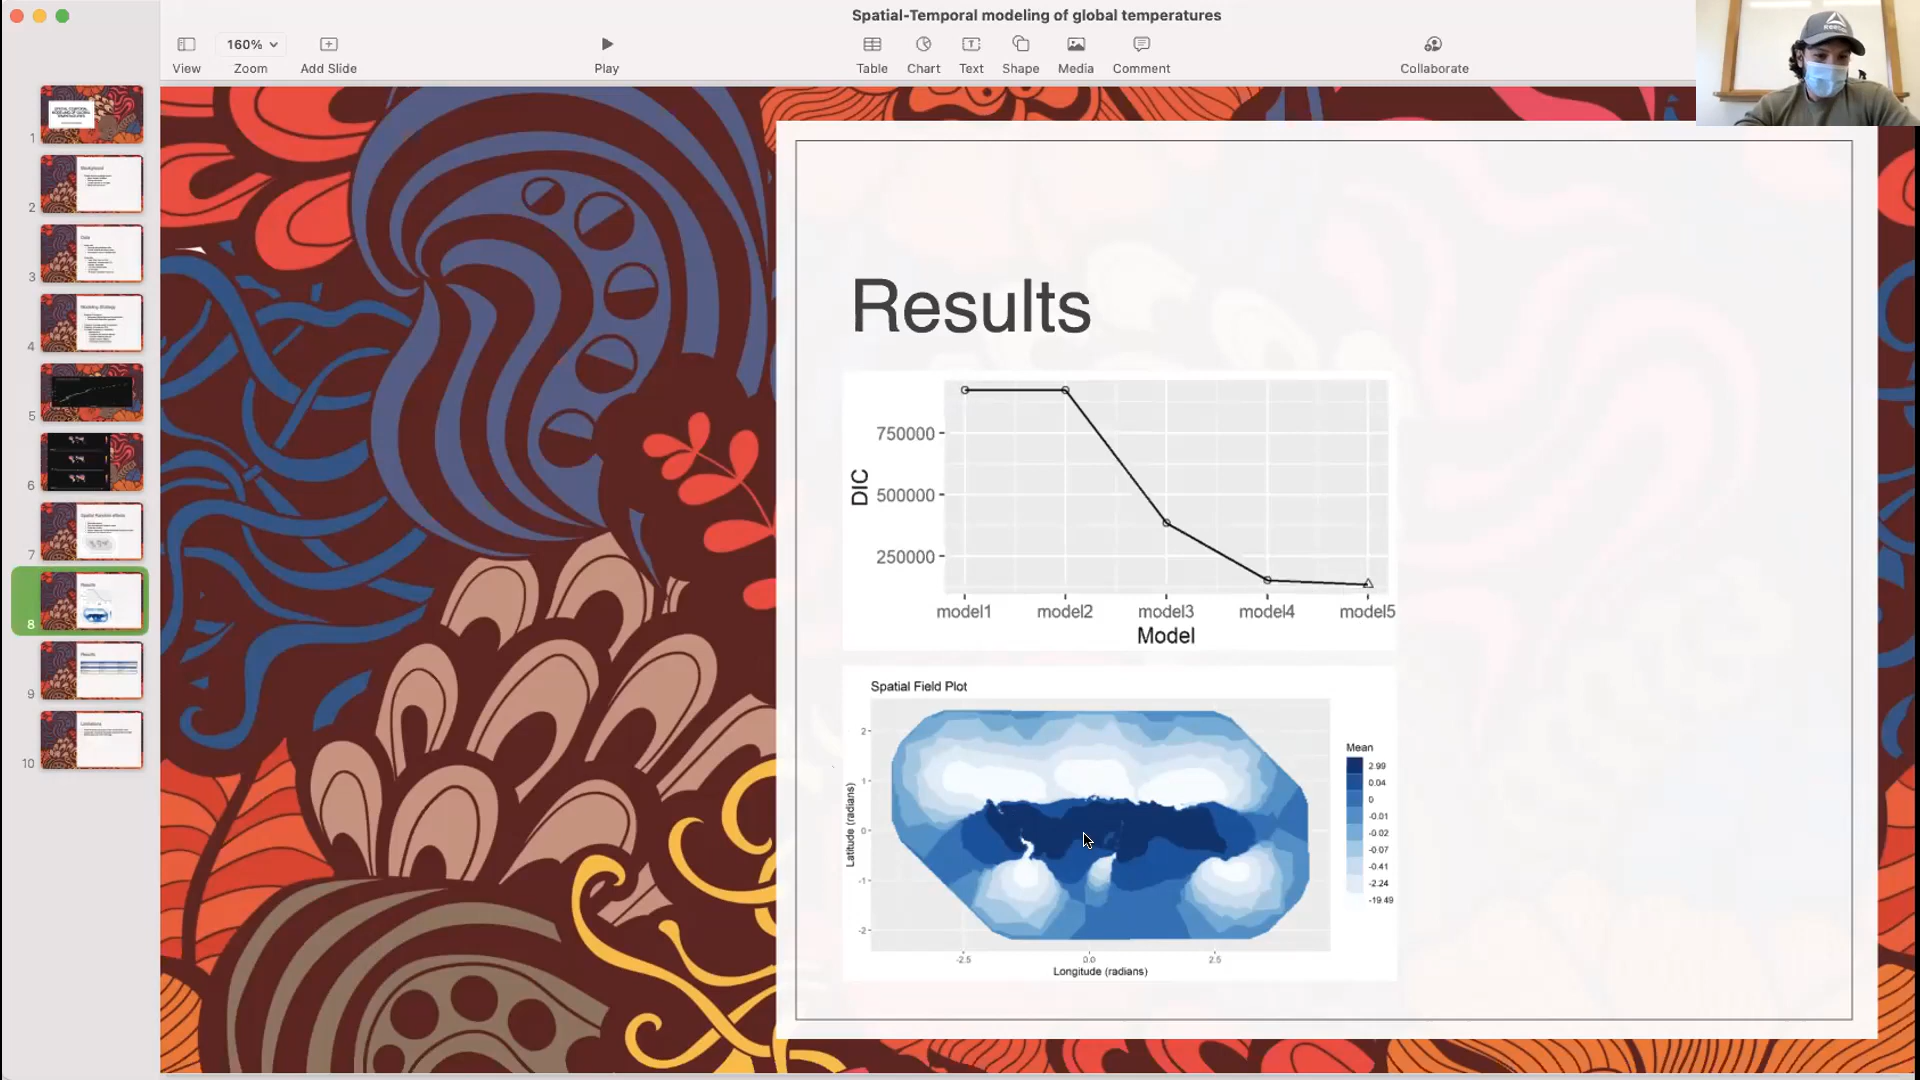 Spatial-Temporal modeling of global temperatures
160%
View
Zoom
Add Slide
Play
Table
Chart
Text
Shape
Media
Comment
Collaborate
1
2
3
4
5
6
7
8
9
10
Results
750000
500000
250000
DIC
model1 model2 model3 model4 model5
Model
Spatial Field Plot
2
1
0
-1
-2
Latitude (radians)
-2.5 0.0 2.5
Longitude (radians)
Mean
2.99
0.04
0
-0.01
-0.02
-0.07
-0.41
-2.24
-19.49